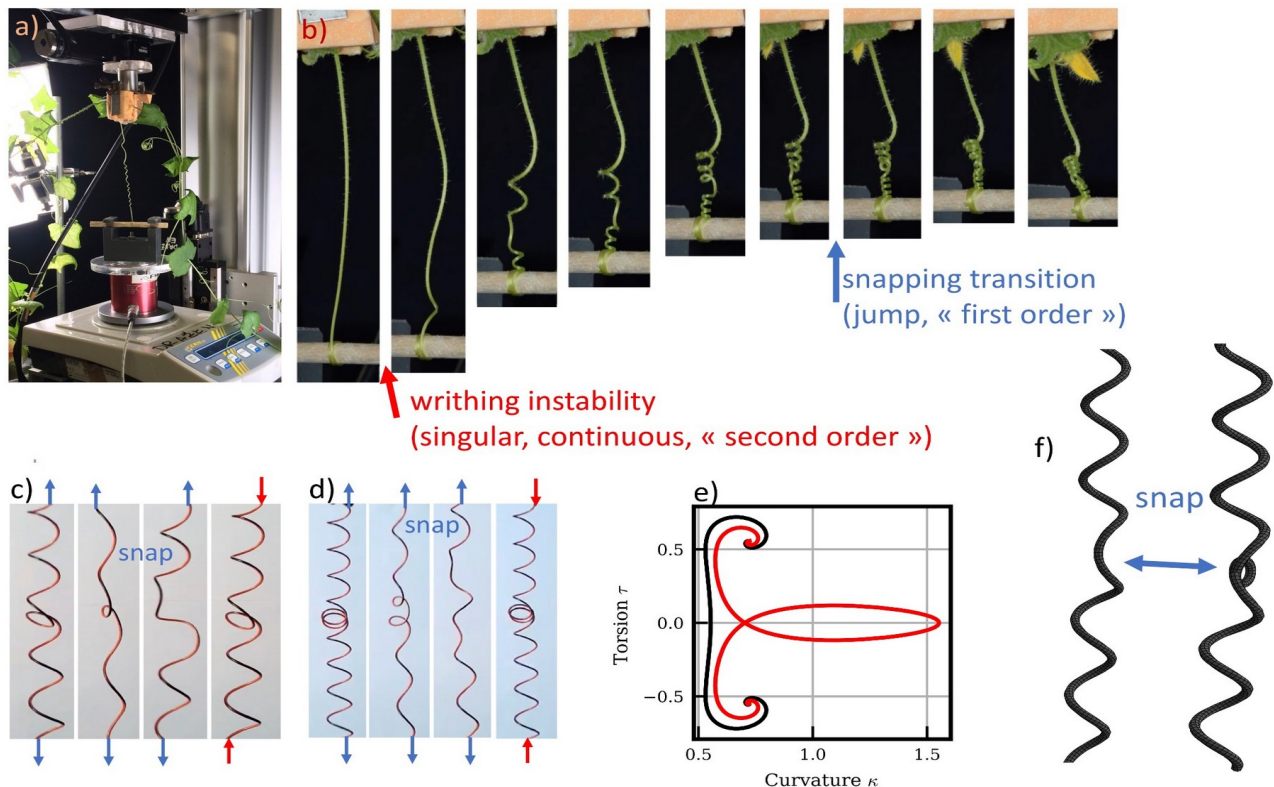 a)
b)
snapping transition
(jump, « first order »)
writhing instability
(singular, continuous, « second order »)
c)
snap
d)
snap
e)
0.5
0.0
−0.5
Torsion τ
0.5
1.0
1.5
Curvature κ
f)
snap